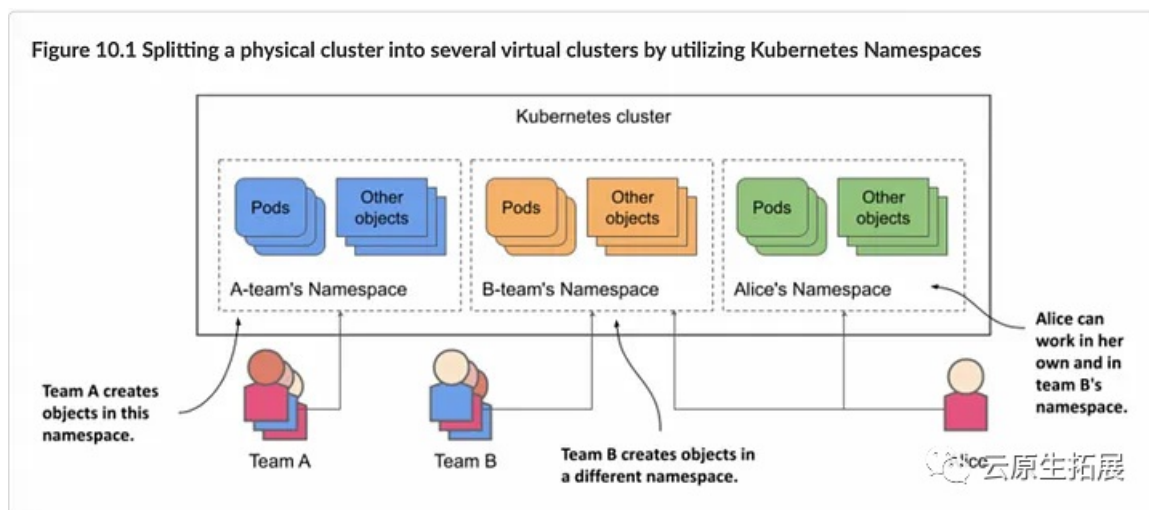 Figure 10.1 Splitting a physical cluster into several virtual clusters by utilizing Kubernetes Namespaces
Kubernetes cluster
Pods
Other
objects
Pods
Other
objects
Pods
Other
objects
A-team's Namespace
B-team's Namespace
Alice's Namespace
Alice can
work in her
own and in
team B's
namespace.
Team A creates
objects in this
namespace.
Team A
Team B
Team B creates objects in
a different namespace.
云原生拓展